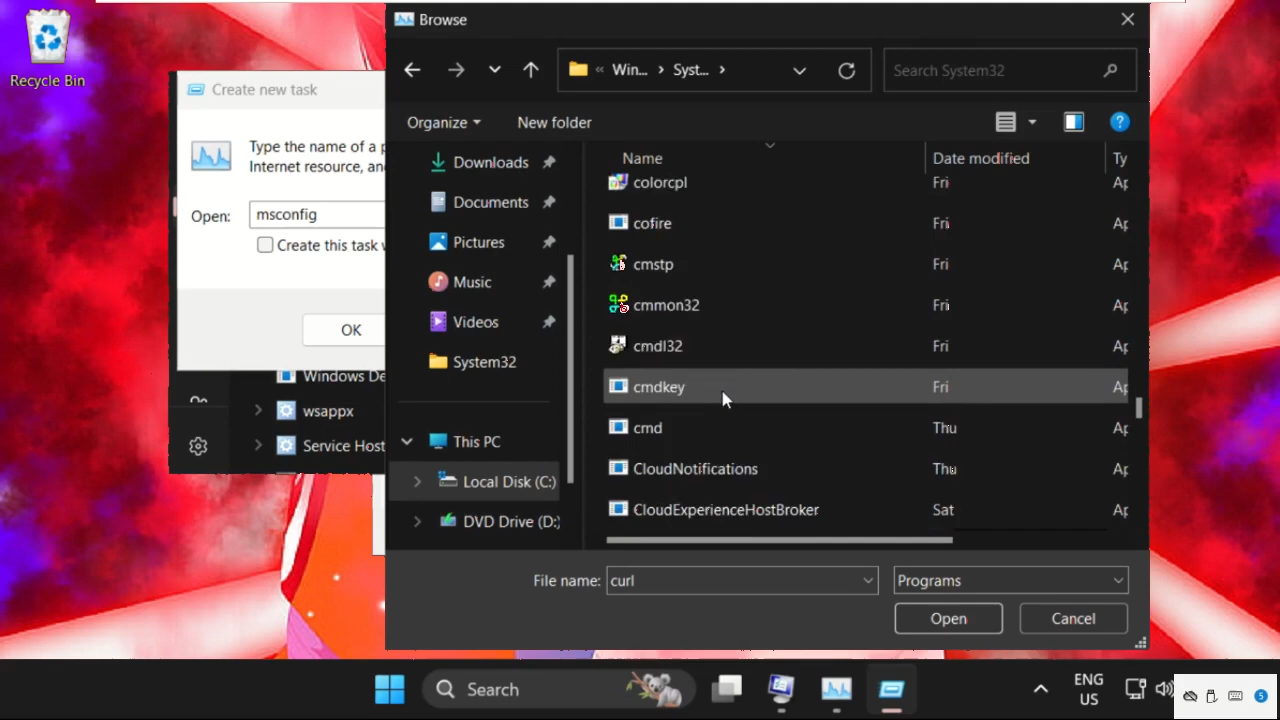 Recycle Bin
Create new task
Type the name of a p
Internet resource, an
Open:
msconfig
Create this task w
OK
Windows De
wsappx
Service Host
Browse
« Win... › Syst... ›
Search System32
Organize
New folder
Downloads
Documents
Pictures
Music
Videos
System32
This PC
Local Disk (C:)
DVD Drive (D:)
Name Date modified Ty
colorcpl Fri Ap
cofire Fri Ap
cmstp Fri Ap
cmmon32 Fri Ap
cmdl32 Fri Ap
cmdkey Fri Ap
cmd Thu Ap
CloudNotifications Thu Ap
CloudExperienceHostBroker Sat Ap
File name: curl
Programs
Open
Cancel
Search
ENG
US
5